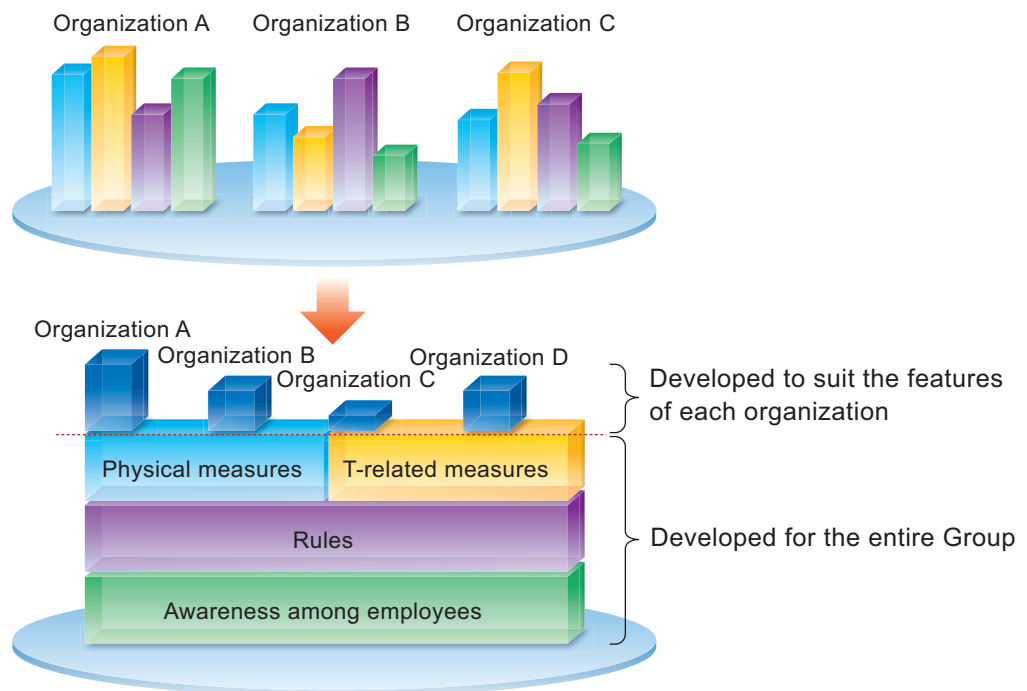 Organization A
Organization B
Organization C
Organization A
Organization B
Organization C
Organization D
Developed to suit the features
of each organization
Physical measures
T-related measures
Rules
Developed for the entire Group
Awareness among employees